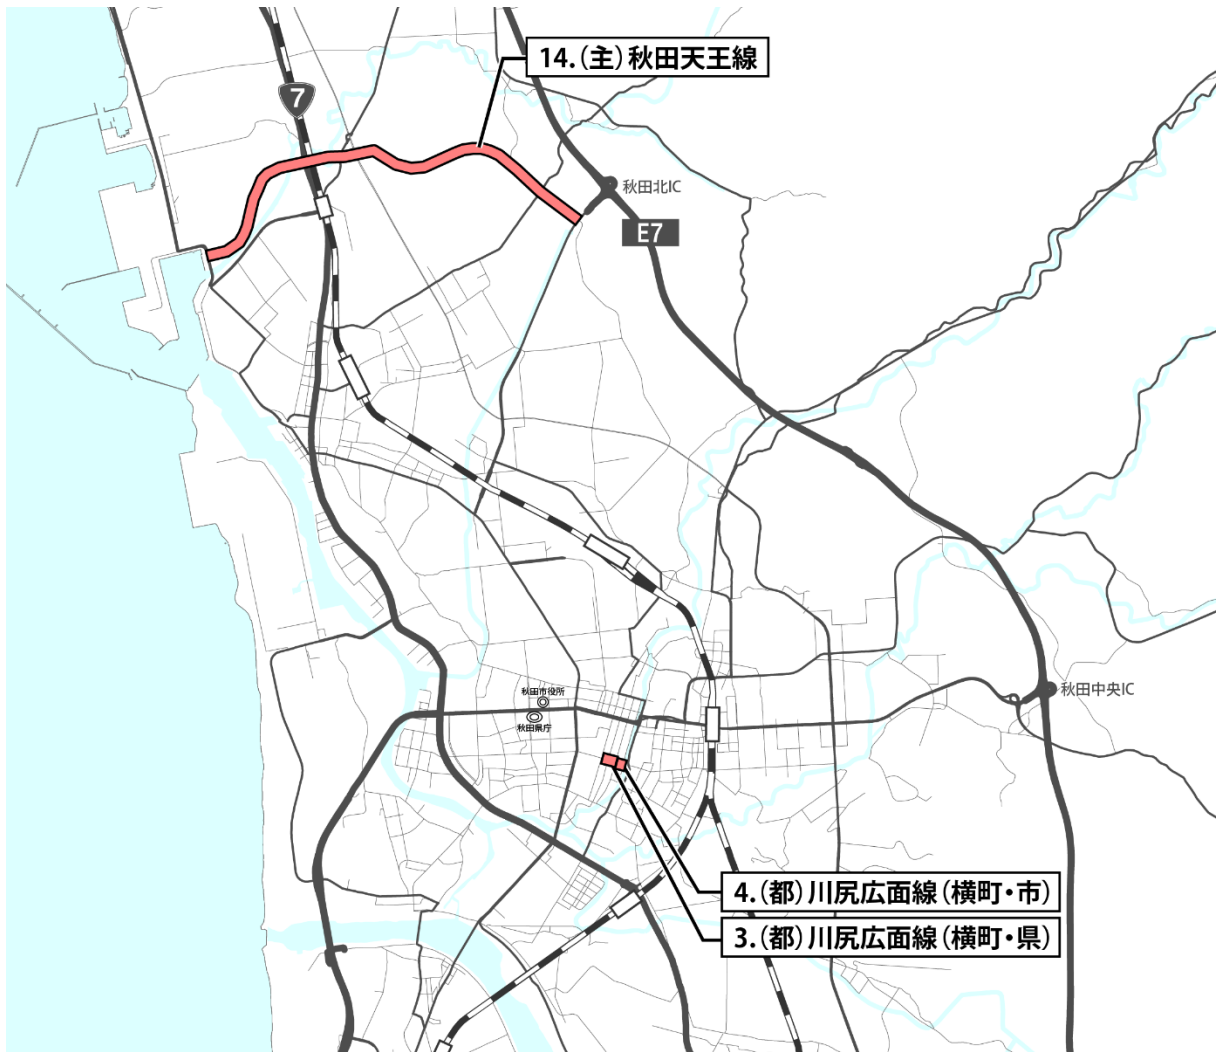 14.(主)秋田天王線
7
秋田北IC
E7
秋田中央IC
秋田市役所
秋田県庁
4.(都)川尻広面線(横町・市)
3.(都)川尻広面線(横町・県)